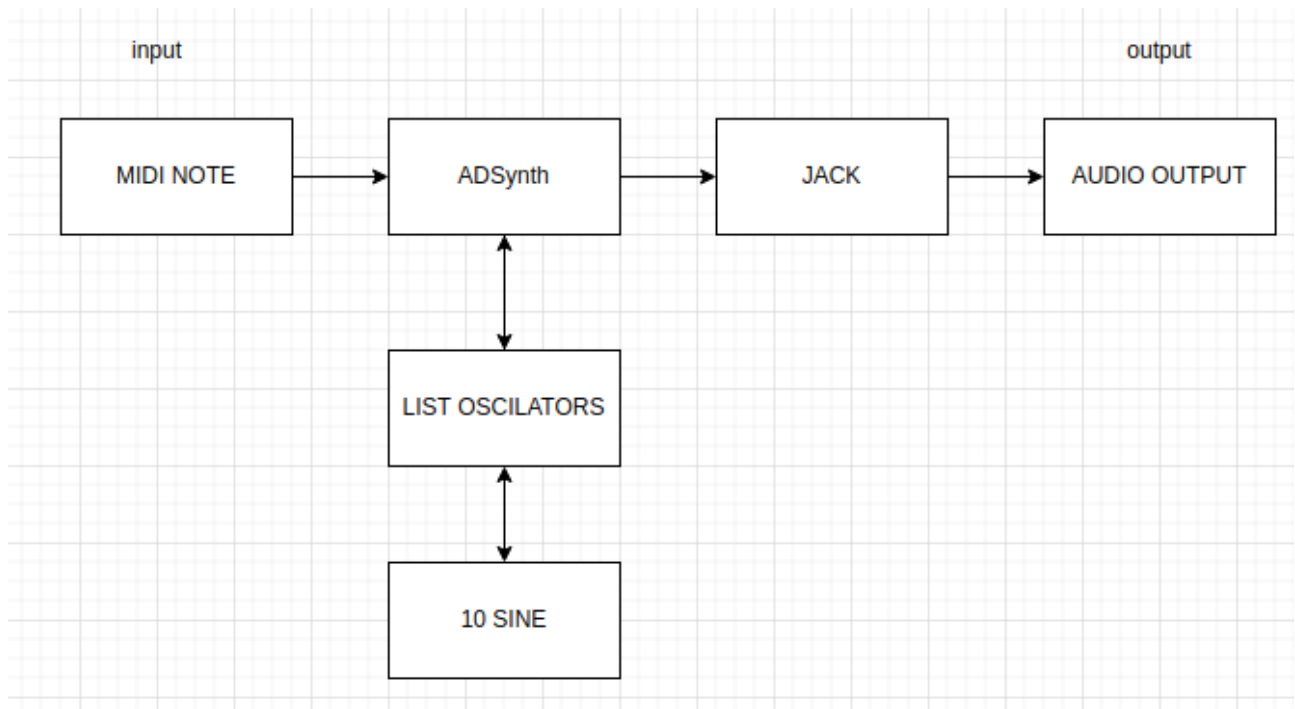 input
output
MIDI NOTE
ADSynth
JACK
AUDIO OUTPUT
LIST OSCILATORS
10 SINE